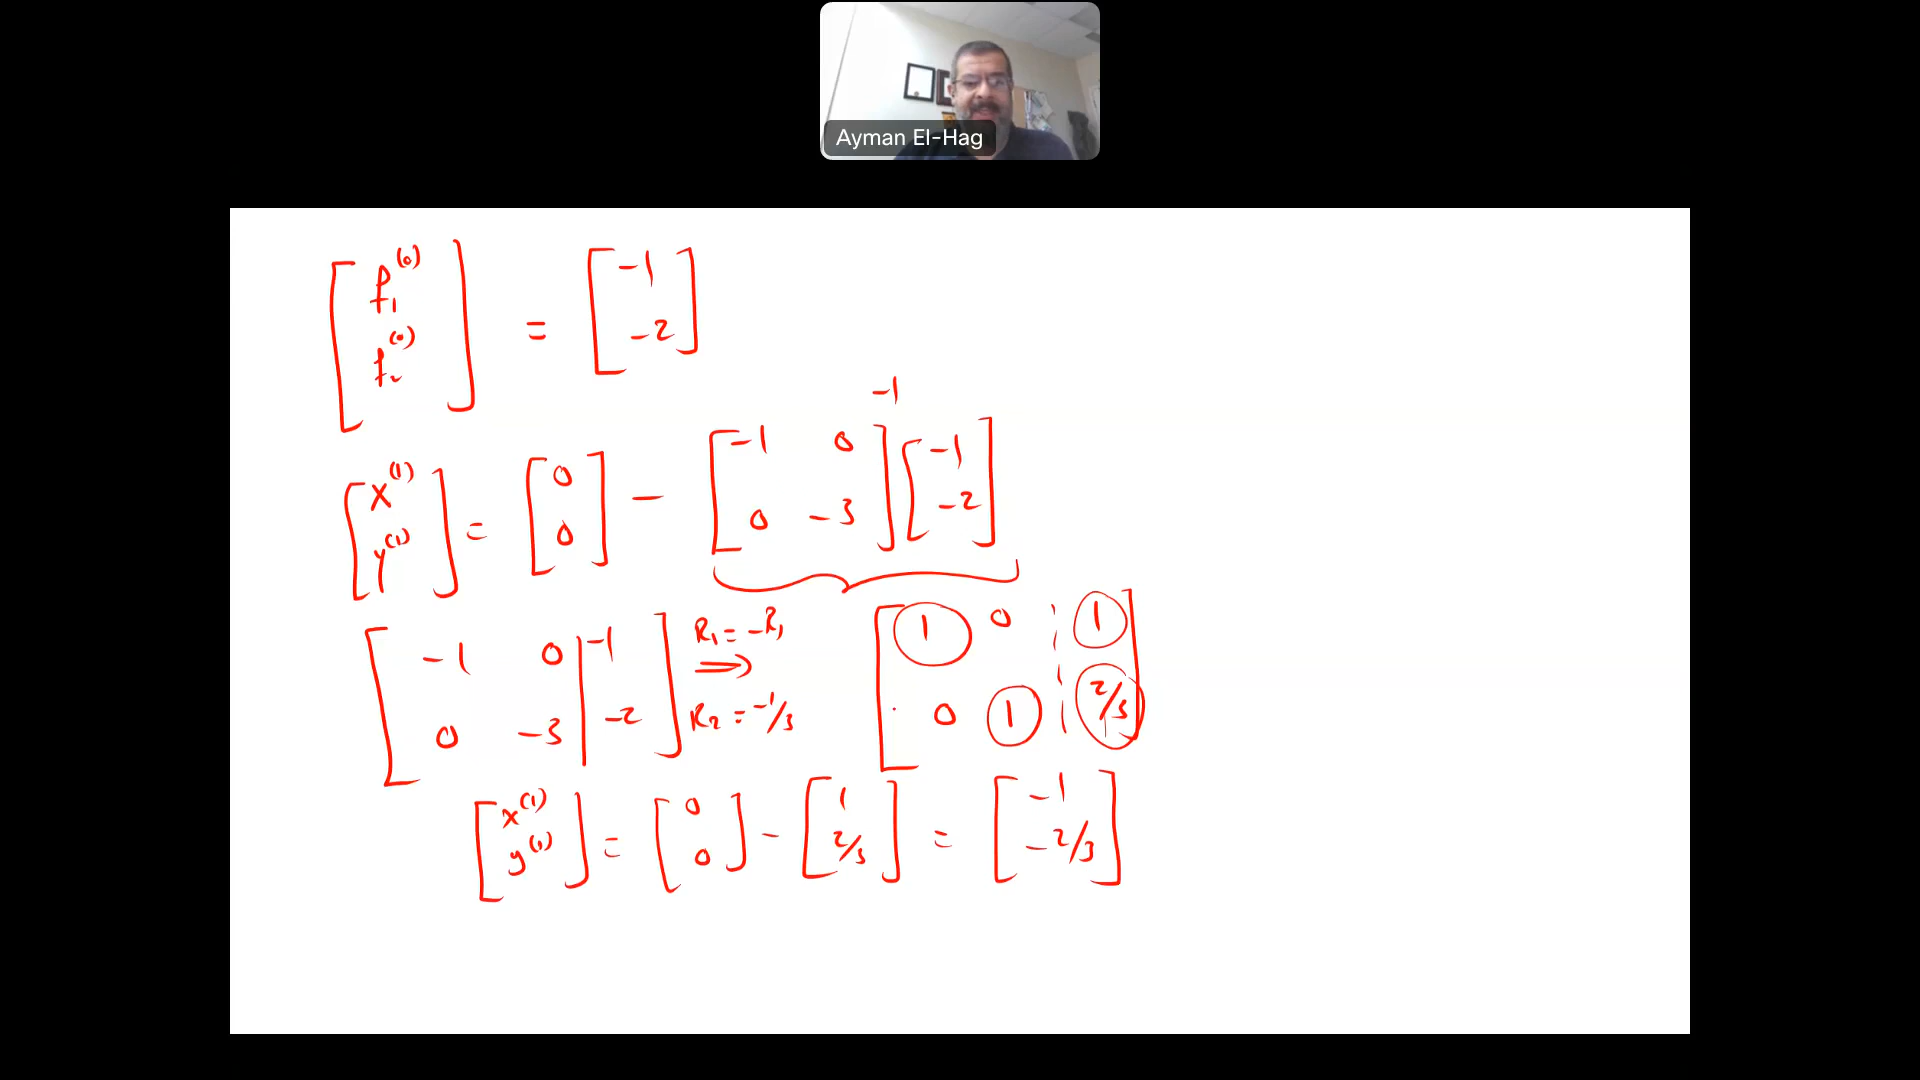 Ayman El-Hag
[f₁⁽⁰⁾ f₂⁽⁰⁾] = [-1 -2]
[x⁽¹⁾ y⁽¹⁾] = [0 0] - [-1 0 0 -3]⁻¹ [-1 -2]
[-1 0 | -1 0 -3 | -2] R₁ = -R₁ ⇒ R₂ = -1/3 [1 0 ¦ 1 0 1 ¦ 2/3]
[x⁽¹⁾ y⁽¹⁾] = [0 0] - [1 2/3] = [-1 -2/3]